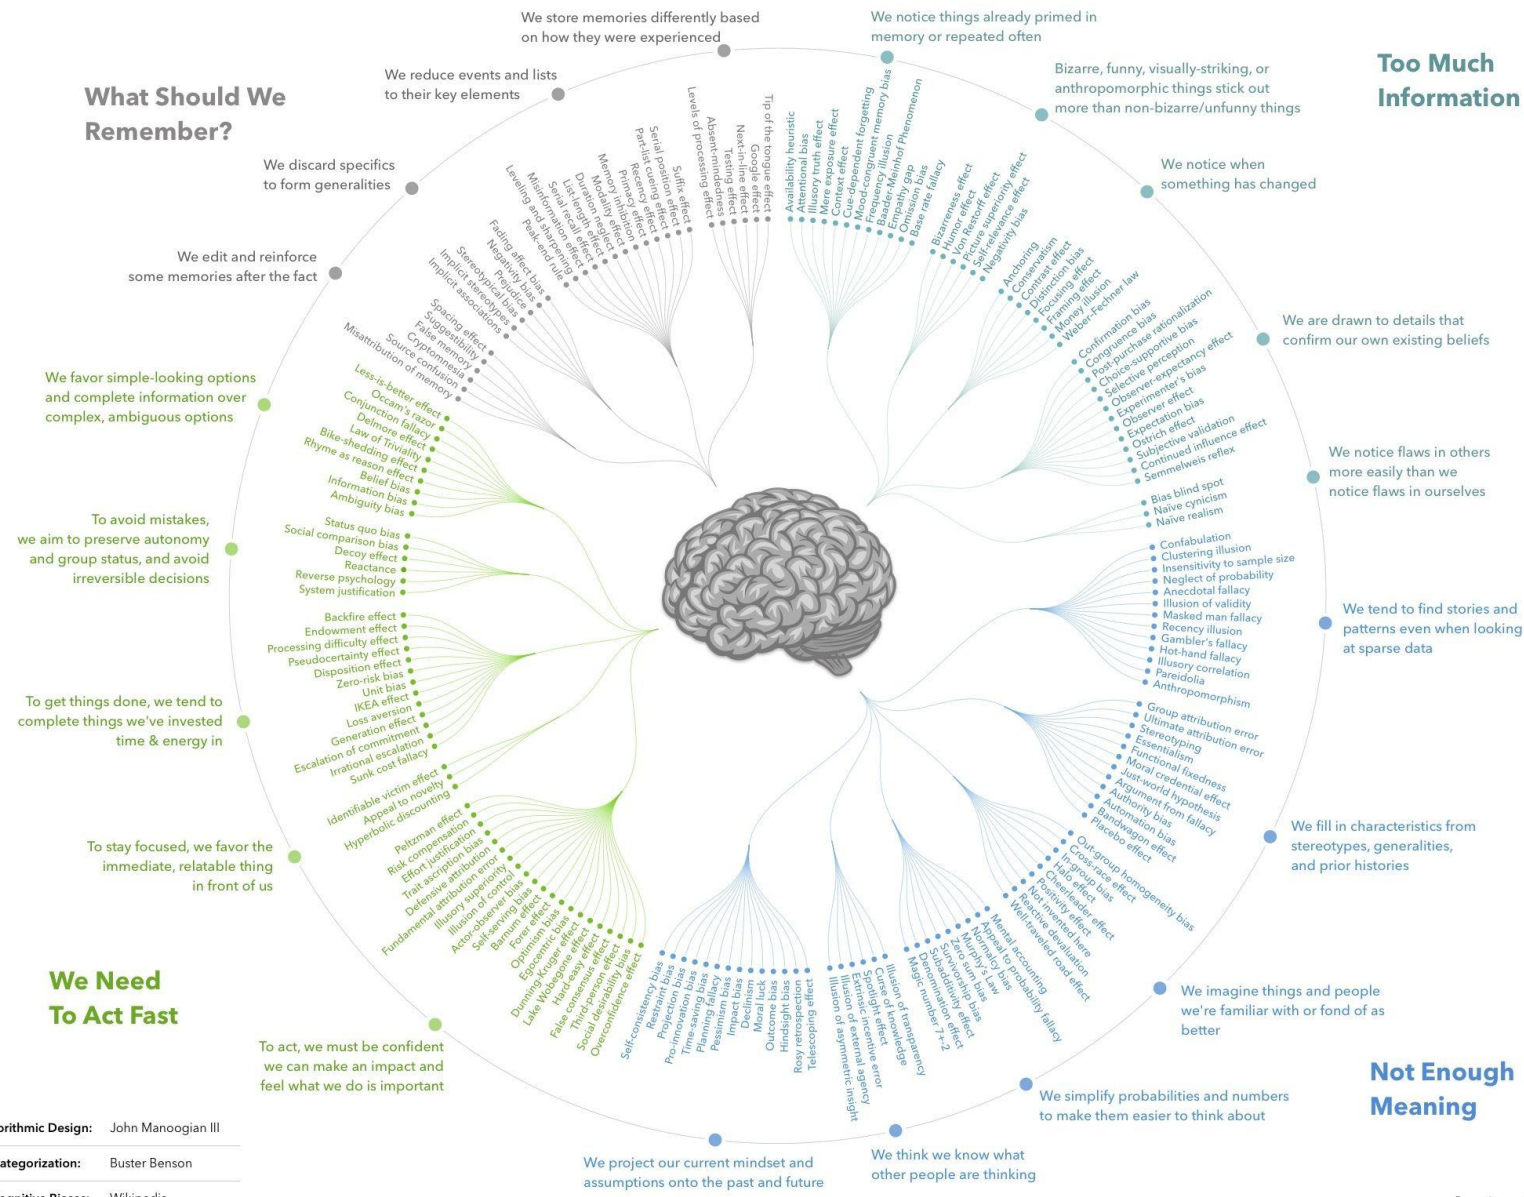 What Should We
Remember?
We store memories differently based
on how they were experienced
We reduce events and lists
to their key elements
We discard specifics
to form generalities
We edit and reinforce
some memories after the fact
Tip of the tongue effect
Google effect
Next-in-line effect
Testing effect
Absent-mindedness
Levels of processing effect
Suffix effect
Serial position effect
Part-list cueing effect
Recency effect
Primacy effect
Memory inhibition
Modality effect
Duration neglect
List-length effect
Serial recall effect
Misinformation effect
Leveling and sharpening
Peak-end rule
Fading affect bias
Negativity bias
Prejudice
Stereotypical bias
Implicit stereotypes
Implicit associations
Spacing effect
Suggestibility
False memory
Cryptomnesia
Source confusion
Misattribution of memory
Too Much
Information
We notice things already primed in
memory or repeated often
Bizarre, funny, visually-striking, or
anthropomorphic things stick out
more than non-bizarre/unfunny things
We notice when
something has changed
We are drawn to details that
confirm our own existing beliefs
We notice flaws in others
more easily than we
notice flaws in ourselves
Availability heuristic
Attentional bias
Illusory truth effect
Mere exposure effect
Context effect
Cue-dependent forgetting
Mood-congruent memory bias
Frequency illusion
Baader-Meinhof Phenomenon
Empathy gap
Omission bias
Base rate fallacy
Bizarreness effect
Humor effect
Von Restorff effect
Picture superiority effect
Self-relevance effect
Negativity bias
Anchoring
Conservatism
Contrast effect
Distinction bias
Focusing effect
Framing effect
Money illusion
Weber-Fechner law
Confirmation bias
Congruence bias
Post-purchase rationalization
Choice-supportive bias
Selective perception
Observer-expectancy effect
Experimenter's bias
Observer effect
Expectation bias
Ostrich effect
Subjective validation
Continued influence effect
Semmelweis reflex
Bias blind spot
Naïve cynicism
Naïve realism
We tend to find stories and
patterns even when looking
at sparse data
We fill in characteristics from
stereotypes, generalities,
and prior histories
We imagine things and people
we're familiar with or fond of as
better
We simplify probabilities and numbers
to make them easier to think about
We think we know what
other people are thinking
We project our current mindset and
assumptions onto the past and future
Not Enough
Meaning
Confabulation
Clustering illusion
Insensitivity to sample size
Neglect of probability
Anecdotal fallacy
Illusion of validity
Masked man fallacy
Recency illusion
Gambler's fallacy
Hot-hand fallacy
Illusory correlation
Pareidolia
Anthropomorphism
Group attribution error
Ultimate attribution error
Stereotyping
Essentialism
Functional fixedness
Moral credential effect
Just-world hypothesis
Argument from fallacy
Authority bias
Automation bias
Bandwagon effect
Placebo effect
Out-group homogeneity bias
Cross-race effect
In-group bias
Halo effect
Cheerleader effect
Positivity effect
Not invented here
Reactive devaluation
Well-traveled road effect
Mental accounting
Appeal to probability fallacy
Normalcy bias
Murphy's Law
Zero sum bias
Survivorship bias
Subadditivity effect
Denomination effect
Magic number 7+-2
Illusion of transparency
Curse of knowledge
Spotlight effect
Extrinsic incentive error
Illusion of external agency
Illusion of asymmetric insight
Telescoping effect
Rosy retrospection
Hindsight bias
Outcome bias
Moral luck
Declinism
Impact bias
Pessimism bias
Planning fallacy
Time-saving bias
Pro-innovation bias
Projection bias
Restraint bias
Self-consistency bias
We favor simple-looking options
and complete information over
complex, ambiguous options
To avoid mistakes,
we aim to preserve autonomy
and group status, and avoid
irreversible decisions
To get things done, we tend to
complete things we've invested
time & energy in
To stay focused, we favor the
immediate, relatable thing
in front of us
To act, we must be confident
we can make an impact and
feel what we do is important
We Need
To Act Fast
Less-is-better effect
Occam's razor
Conjunction fallacy
Delmore effect
Law of Triviality
Bike-shedding effect
Rhyme as reason effect
Belief bias
Information bias
Ambiguity bias
Status quo bias
Social comparison bias
Decoy effect
Reactance
Reverse psychology
System justification
Backfire effect
Endowment effect
Processing difficulty effect
Pseudocertainty effect
Disposition effect
Zero-risk bias
Unit bias
IKEA effect
Loss aversion
Generation effect
Escalation of commitment
Irrational escalation
Sunk cost fallacy
Identifiable victim effect
Appeal to novelty
Hyperbolic discounting
Peltzman effect
Risk compensation
Effort justification
Trait ascription bias
Defensive attribution
Fundamental attribution error
Illusory superiority
Illusion of control
Actor-observer bias
Self-serving bias
Barnum effect
Forer effect
Optimism bias
Egocentric bias
Dunning-Kruger effect
Lake Wobegone effect
Hard-easy effect
False consensus effect
Third-person effect
Social desirability bias
Overconfidence effect
orithmic Design: John Manoogian III
ategorization: Buster Benson